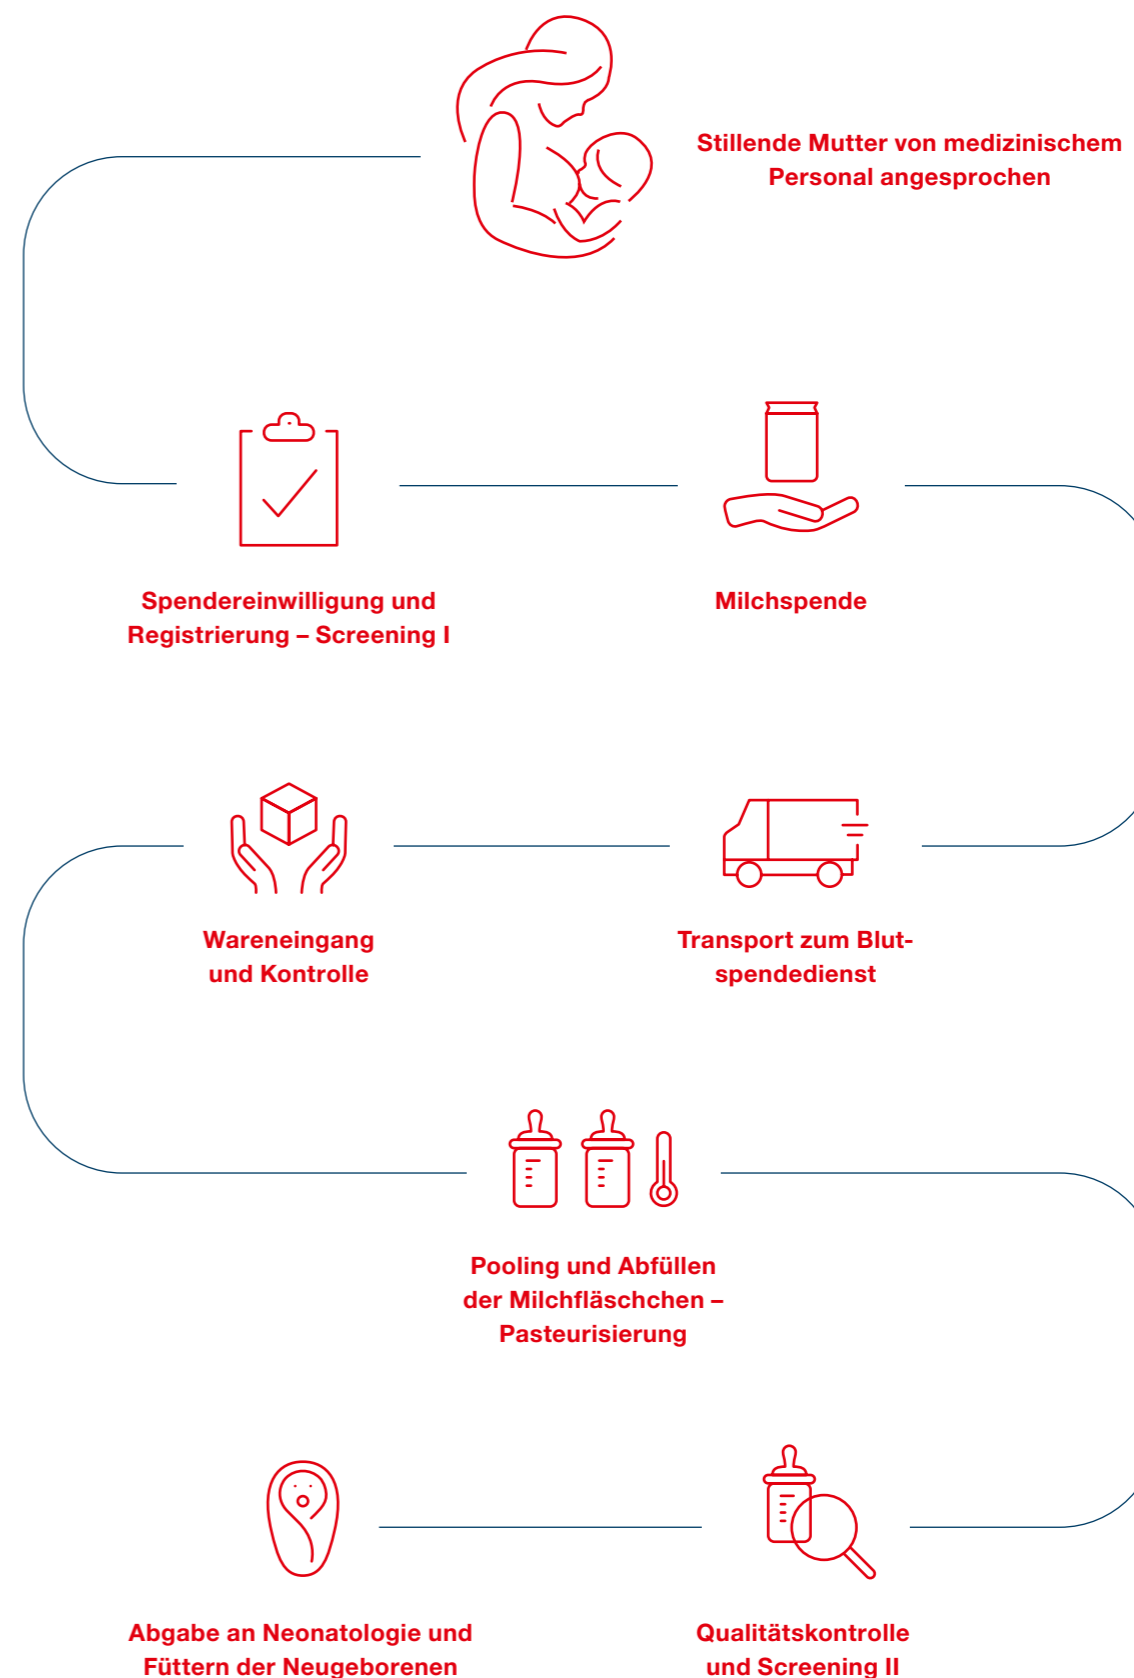 Stillende Mutter von medizinischem
Personal angesprochen
Spendereinwilligung und
Registrierung – Screening I
Milchspende
Transport zum Blut-
spendedienst
Wareneingang
und Kontrolle
Pooling und Abfüllen
der Milchfläschchen –
Pasteurisierung
Qualitätskontrolle
und Screening II
Abgabe an Neonatologie und
Füttern der Neugeborenen